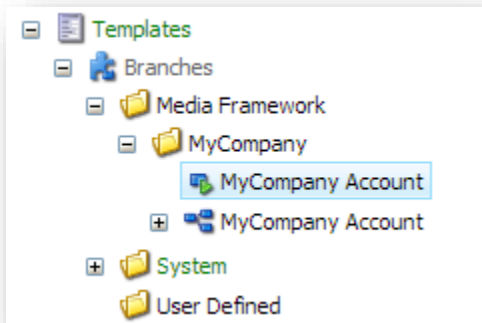 Templates
Branches
Media Framework
MyCompany
MyCompany Account
MyCompany Account
System
User Defined